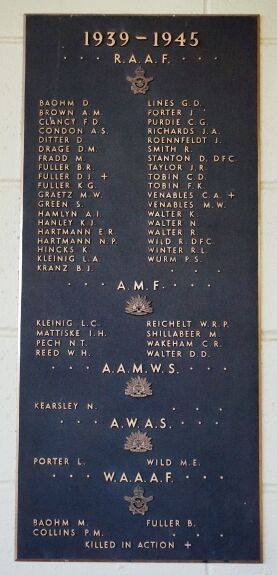 1939 – 1945
R.A.A.F.
BAOHM D. LINES G.D.
BROWN A.M. PORTER J.
CLANCY F.D. PURDIE C.G.
CONDON A.S. RICHARDS J.A.
DITTER D. ROENNFELDT J.
DRAGE D.M. SMITH R.
FRADD M. STANTON D. D.F.C.
FULLER B.R. TAYLOR J.R.
FULLER D.J. + TOBIN C.D.
FULLER K.G. TOBIN F.K.
GRAETZ M.W. VENABLES C.A. +
GREEN S. VENABLES M.W.
HAMLYN A.I. WALTER K.
HANLEY K.J. WALTER N.
HARTMANN E.R. WALTER R.
HARTMANN N.P. WILD R. D.F.C.
HINCKS K. WINTER R.L.
KLEINIG L.A. WURM P.S.
KRANZ B.J.
A.M.F.
KLEINIG L.C. REICHELT W.R.P.
MATTISKE I.H. SHILLABEER M.
PECH N.T. WAKEHAM C.R.
REED W.H. WALTER D.D.
A.A.M.W.S.
KEARSLEY N.
A.W.A.S.
PORTER L. WILD M.E.
W.A.A.A.F.
BAOHM M. FULLER B.
COLLINS P.M.
KILLED IN ACTION +